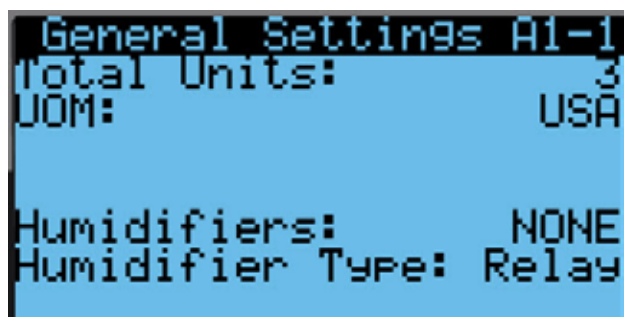 General Settings A1-1
Total Units: 3
UOM: USA
Humidifiers: NONE
Humidifier Type: Relay